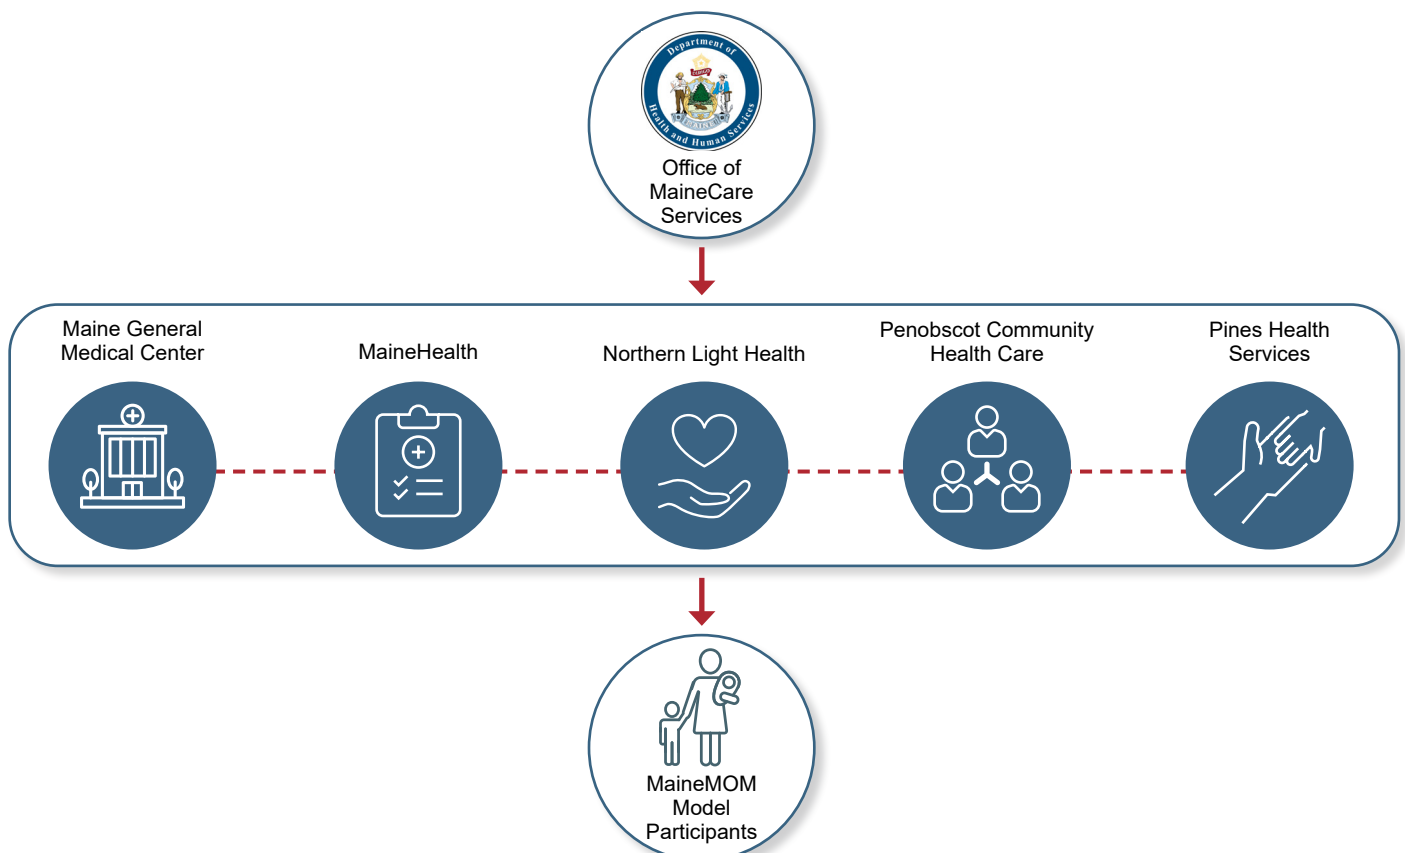 Department of
Health and Human Services
Office of
MaineCare
Services
Maine General
Medical Center
MaineHealth
Northern Light Health
Penobscot Community
Health Care
Pines Health
Services
MaineMOM
Model
Participants